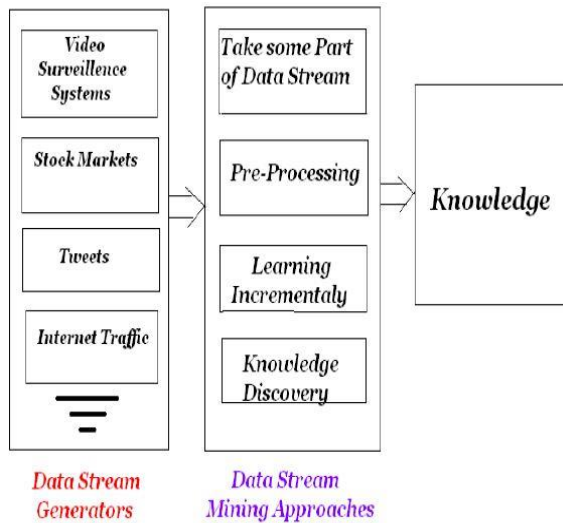 Video
Surveillence
Systems
Stock Markets
Tweets
Internet Traffic
Data Stream
Generators
Take some Part
of Data Stream
Pre-Processing
Learning
Incrementaly
Knowledge
Discovery
Data Stream
Mining Approaches
Knowledge